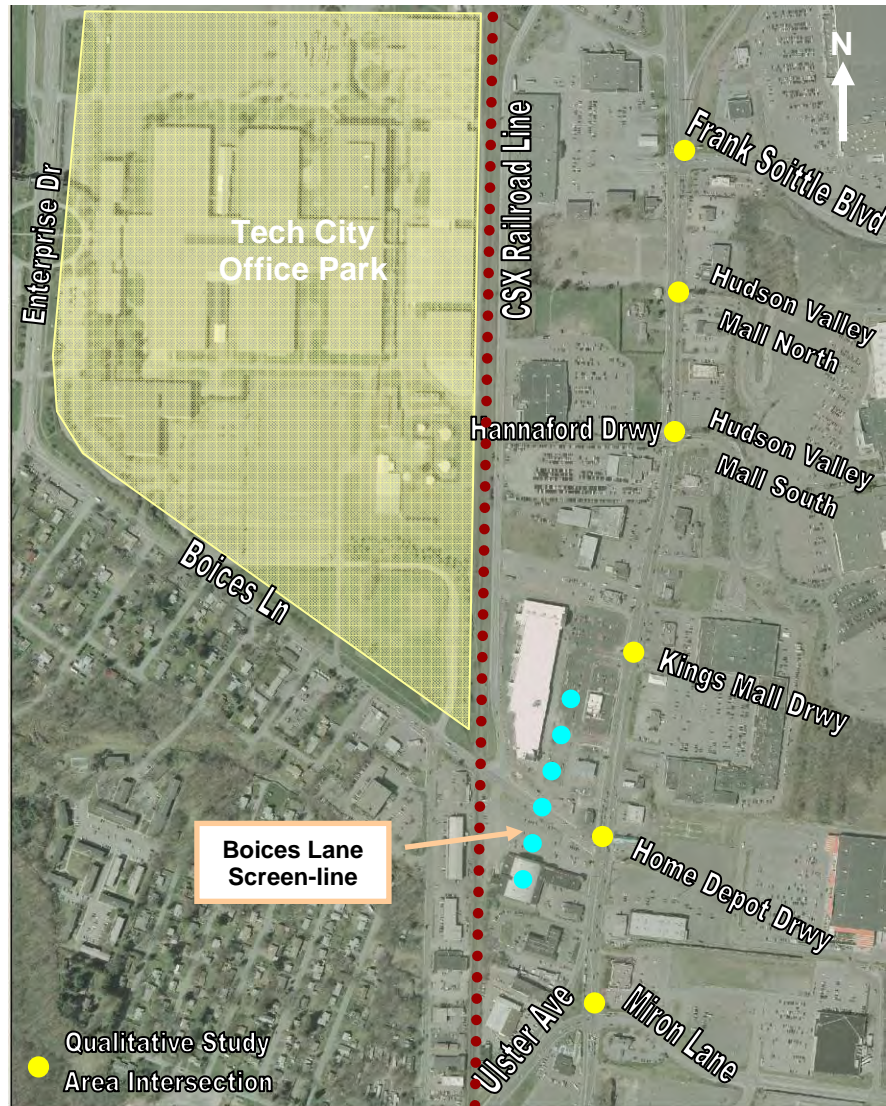 N
Frank Soittle Blvd
CSX Railroad Line
Enterprise Dr
Tech City
Office Park
Hudson Valley
Mall North
Hannaford Drwy
Hudson Valley
Mall South
Boices Ln
Kings Mall Drwy
Boices Lane
Screen-line
Home Depot Drwy
Ulster Ave
Miron Lane
Qualitative Study
Area Intersection